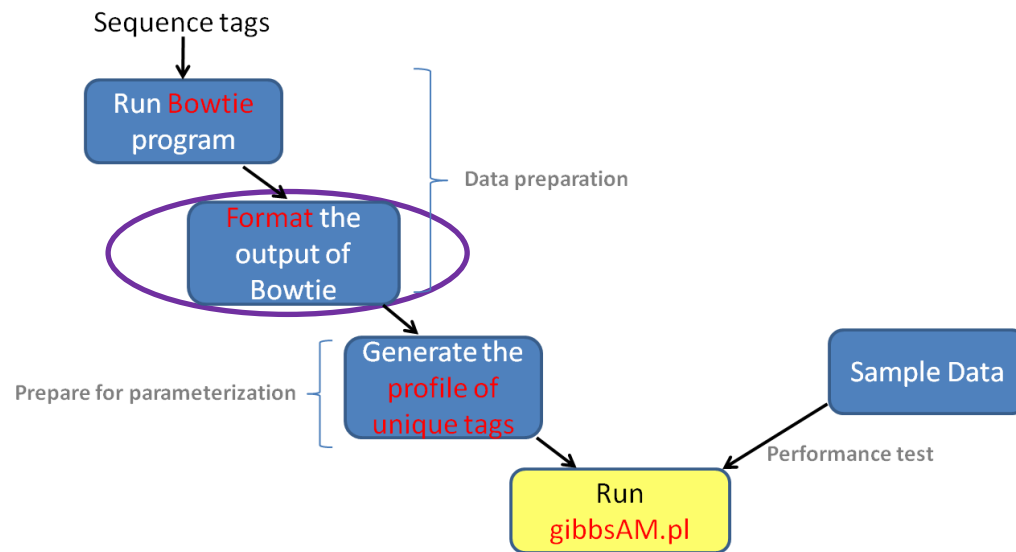 Sequence tags
Run Bowtie
program
Data preparation
Format the
output of
Bowtie
Generate the
profile of
unique tags
Prepare for parameterization
Sample Data
Performance test
Run
gibbsAM.pl